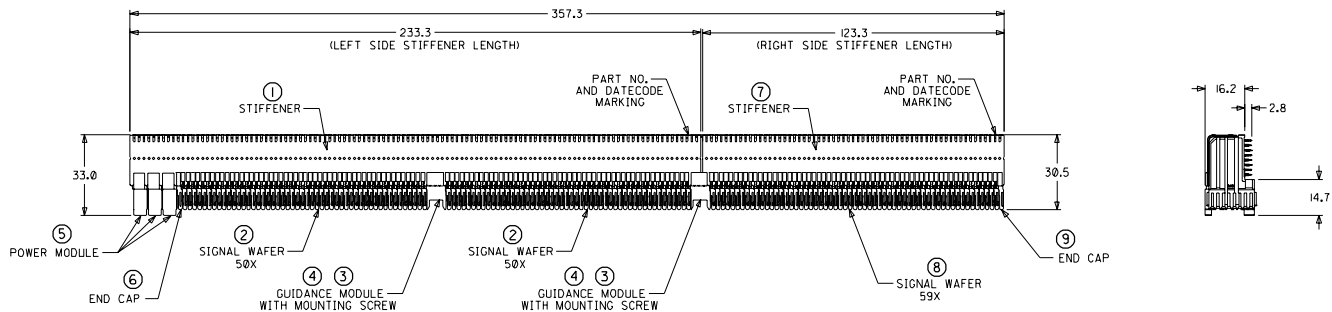 357.3
233.3
(LEFT SIDE STIFFENER LENGTH)
123.3
(RIGHT SIDE STIFFENER LENGTH)
1
STIFFENER
PART NO.
AND DATECODE
MARKING
7
STIFFENER
PART NO.
AND DATECODE
MARKING
16.2
2.8
33.0
30.5
14.7
5
POWER MODULE
6
END CAP
2
SIGNAL WAFER
50X
4 3
GUIDANCE MODULE
WITH MOUNTING SCREW
2
SIGNAL WAFER
50X
4 3
GUIDANCE MODULE
WITH MOUNTING SCREW
8
SIGNAL WAFER
59X
9
END CAP